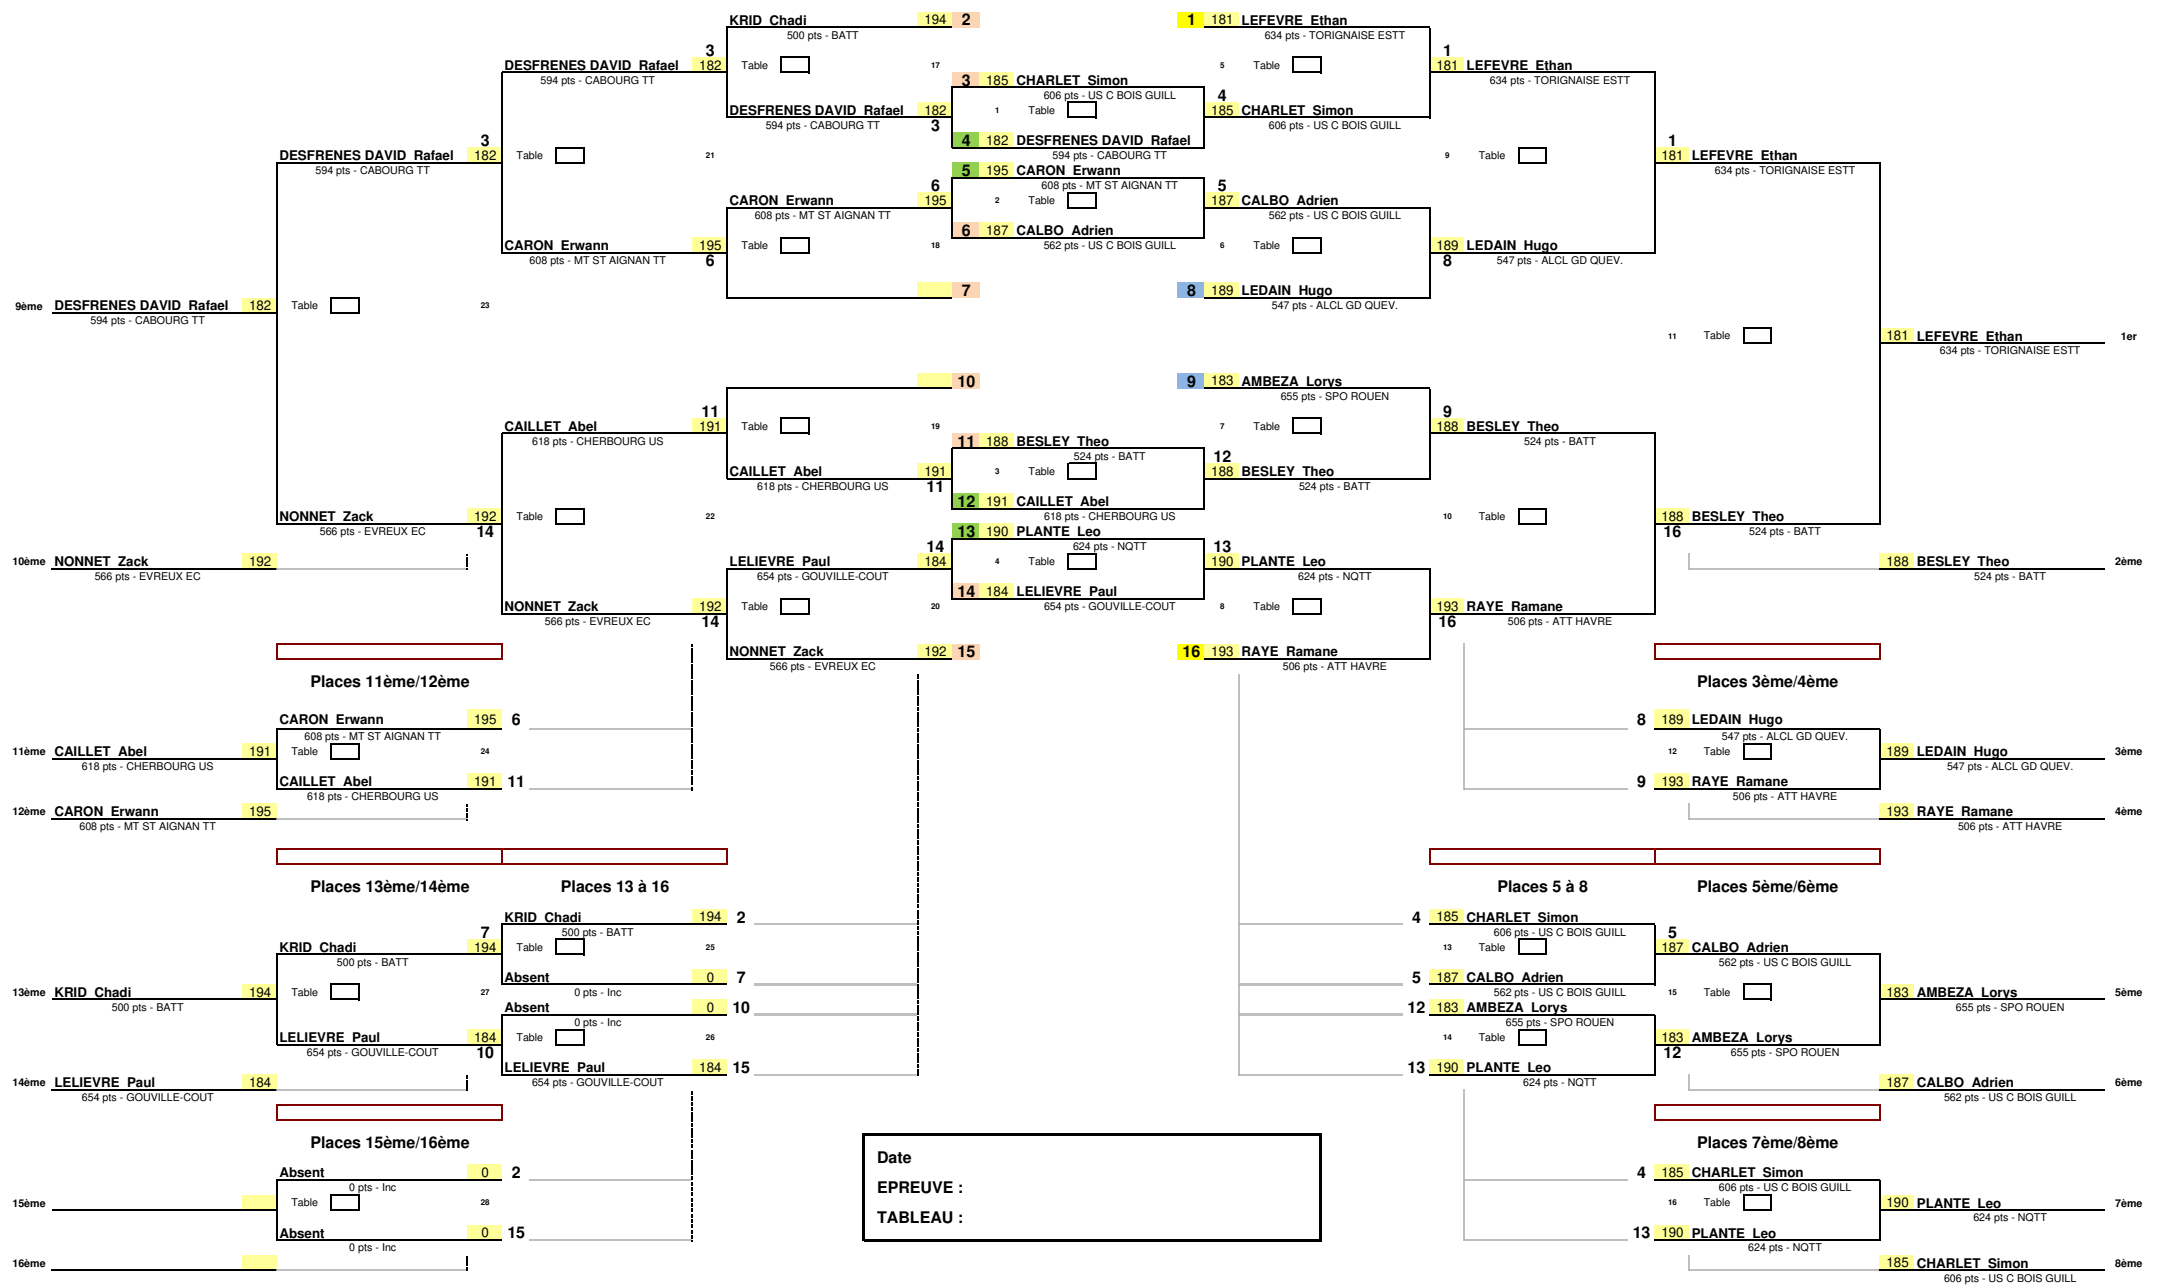 KRID Chadi 194 2 1 181 LEFEVRE Ethan
500 pts - BATT 634 pts - TORIGNAISE ESTT
3 1
DESFRENES DAVID Rafael 182 Table 17 5 Table 181 LEFEVRE Ethan
594 pts - CABOURG TT 3 185 CHARLET Simon 634 pts - TORIGNAISE ESTT
606 pts - US C BOIS GUILL 4
DESFRENES DAVID Rafael 182 1 Table 185 CHARLET Simon
594 pts - CABOURG TT 3 606 pts - US C BOIS GUILL
3 4 182 DESFRENES DAVID Rafael 1
DESFRENES DAVID Rafael 182 Table 21 594 pts - CABOURG TT 9 Table 181 LEFEVRE Ethan
594 pts - CABOURG TT 5 195 CARON Erwann 634 pts - TORIGNAISE ESTT
6 608 pts - MT ST AIGNAN TT 5
CARON Erwann 195 2 Table 187 CALBO Adrien
608 pts - MT ST AIGNAN TT 562 pts - US C BOIS GUILL
6 187 CALBO Adrien
CARON Erwann 195 Table 18 562 pts - US C BOIS GUILL 6 Table 189 LEDAIN Hugo
608 pts - MT ST AIGNAN TT 6 8 547 pts - ALCL GD QUEV.
7 8 189 LEDAIN Hugo
9ème DESFRENES DAVID Rafael 182 Table 23 547 pts - ALCL GD QUEV.
594 pts - CABOURG TT
11 Table 181 LEFEVRE Ethan 1er
634 pts - TORIGNAISE ESTT
10 9 183 AMBEZA Lorys
655 pts - SPO ROUEN
11 9
CAILLET Abel 191 Table 19 7 Table 188 BESLEY Theo
618 pts - CHERBOURG US 11 188 BESLEY Theo 524 pts - BATT
524 pts - BATT 12
CAILLET Abel 191 3 Table 188 BESLEY Theo
618 pts - CHERBOURG US 11 524 pts - BATT
12 191 CAILLET Abel
NONNET Zack 192 Table 22 618 pts - CHERBOURG US 10 Table 188 BESLEY Theo
566 pts - EVREUX EC 14 13 190 PLANTE Leo 16 524 pts - BATT
14 624 pts - NQTT 13
10ème NONNET Zack 192 LELIEVRE Paul 184 4 Table 190 PLANTE Leo 188 BESLEY Theo 2ème
566 pts - EVREUX EC 654 pts - GOUVILLE-COUT 624 pts - NQTT 524 pts - BATT
14 184 LELIEVRE Paul
NONNET Zack 192 Table 20 654 pts - GOUVILLE-COUT 8 Table 193 RAYE Ramane
566 pts - EVREUX EC 14 16 506 pts - ATT HAVRE
NONNET Zack 192 15 16 193 RAYE Ramane
566 pts - EVREUX EC 506 pts - ATT HAVRE
Places 11ème/12ème Places 3ème/4ème
CARON Erwann 195 6 8 189 LEDAIN Hugo
608 pts - MT ST AIGNAN TT 547 pts - ALCL GD QUEV.
11ème CAILLET Abel 191 Table 24 12 Table 189 LEDAIN Hugo 3ème
618 pts - CHERBOURG US 547 pts - ALCL GD QUEV.
CAILLET Abel 191 11 9 193 RAYE Ramane
618 pts - CHERBOURG US 506 pts - ATT HAVRE
12ème CARON Erwann 195 193 RAYE Ramane 4ème
608 pts - MT ST AIGNAN TT 506 pts - ATT HAVRE
Places 13ème/14ème Places 13 à 16 Places 5 à 8 Places 5ème/6ème
KRID Chadi 194 2 4 185 CHARLET Simon
7 500 pts - BATT 606 pts - US C BOIS GUILL 5
KRID Chadi 194 Table 25 13 Table 187 CALBO Adrien
500 pts - BATT 562 pts - US C BOIS GUILL
Absent 0 7 5 187 CALBO Adrien
13ème KRID Chadi 194 Table 27 0 pts - Inc 562 pts - US C BOIS GUILL 15 Table 183 AMBEZA Lorys 5ème
500 pts - BATT Absent 0 10 12 183 AMBEZA Lorys 655 pts - SPO ROUEN
0 pts - Inc 655 pts - SPO ROUEN
LELIEVRE Paul 184 Table 26 14 Table 183 AMBEZA Lorys
654 pts - GOUVILLE-COUT 10 12 655 pts - SPO ROUEN
LELIEVRE Paul 184 15 13 190 PLANTE Leo
14ème LELIEVRE Paul 184 654 pts - GOUVILLE-COUT 624 pts - NQTT 187 CALBO Adrien 6ème
654 pts - GOUVILLE-COUT 562 pts - US C BOIS GUILL
Places 15ème/16ème Places 7ème/8ème
Date
Absent 0 2 4 185 CHARLET Simon
0 pts - Inc EPREUVE : 606 pts - US C BOIS GUILL
15ème Table 28 16 Table 190 PLANTE Leo 7ème
TABLEAU : 624 pts - NQTT
Absent 0 15 13 190 PLANTE Leo
0 pts - Inc 624 pts - NQTT
16ème 185 CHARLET Simon 8ème
606 pts - US C BOIS GUILL